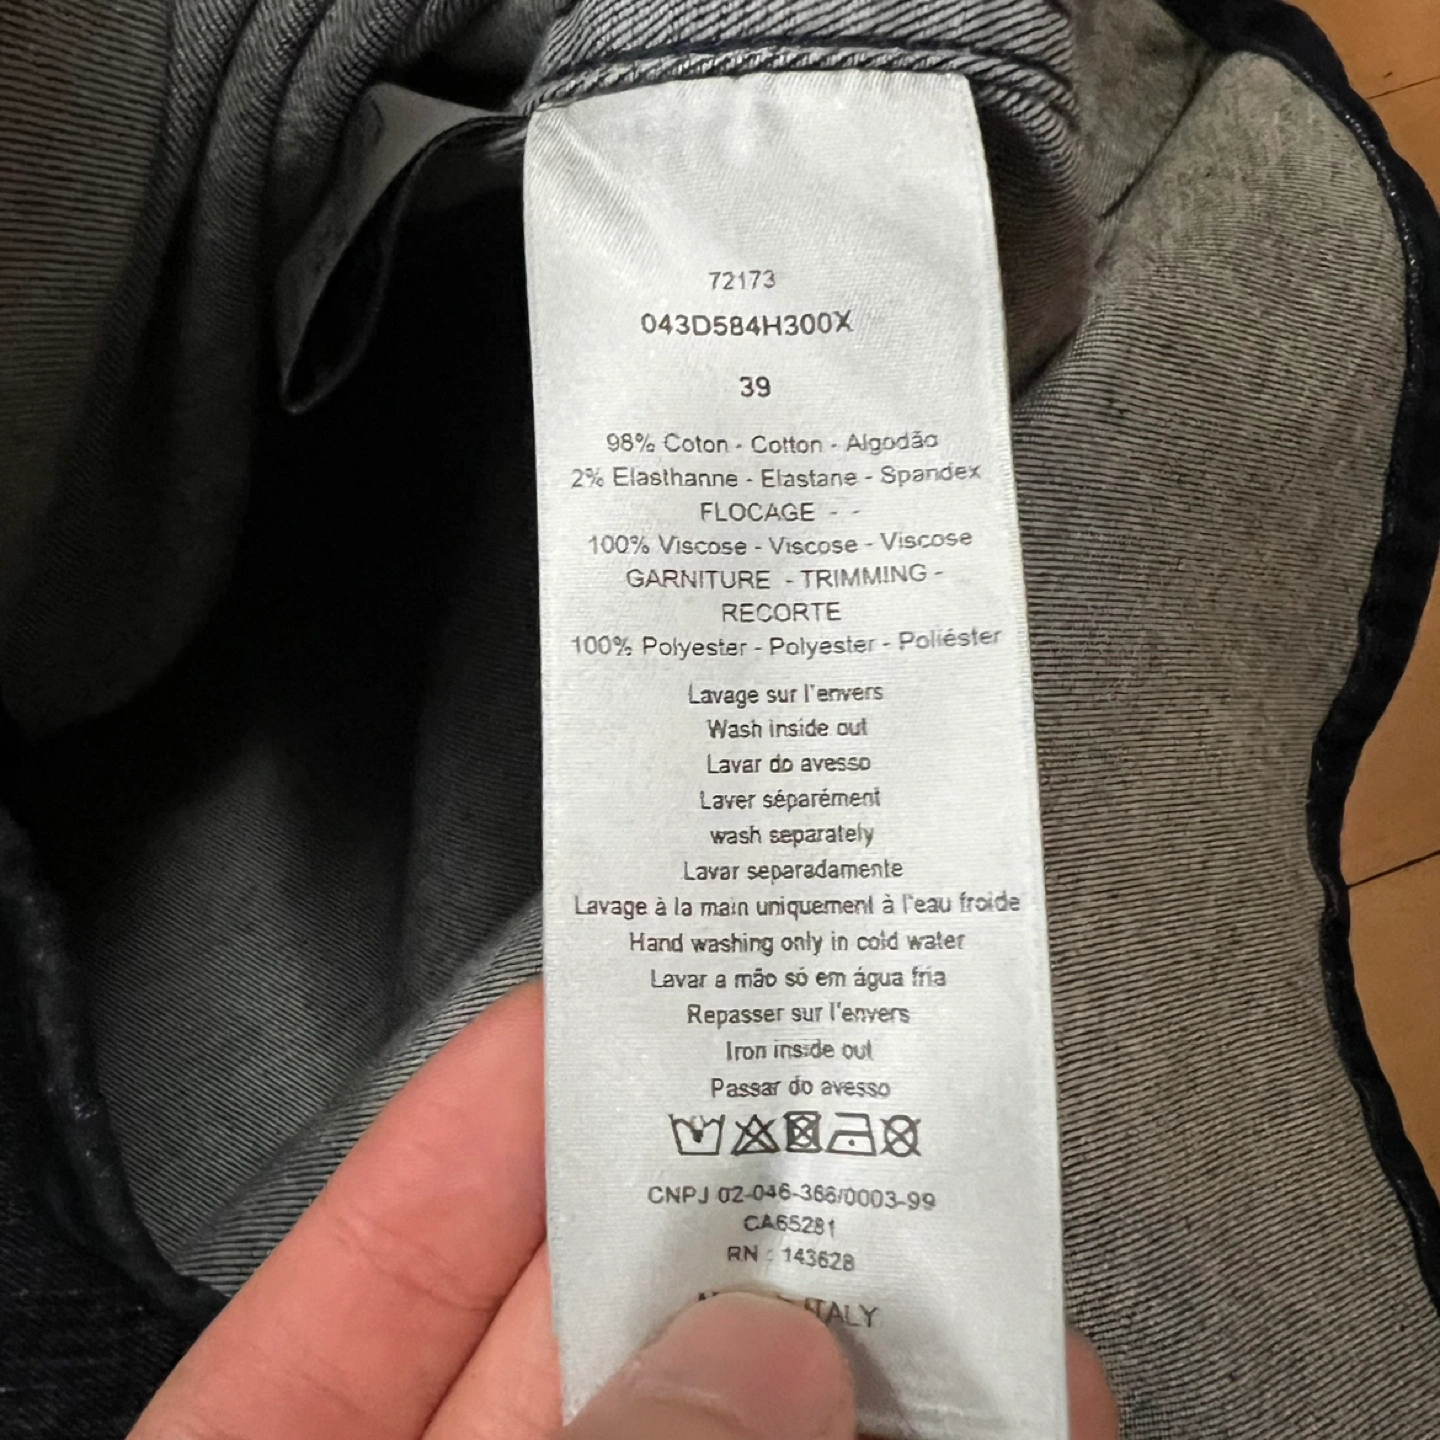 72173
043D584H300X
39
98% Coton - Cotton - Algodão
2% Elasthanne - Elastane - Spandex
FLOCAGE - -
100% Viscose - Viscose - Viscose
GARNITURE - TRIMMING -
RECORTE
100% Polyester - Polyester - Poliéster
Lavage sur l'envers
Wash inside out
Lavar do avesso
Laver séparément
wash separately
Lavar separadamente
Lavage à la main uniquement à l'eau froide
Hand washing only in cold water
Lavar a mão só em água fria
Repasser sur l'envers
Iron inside out
Passar do avesso
CNPJ 02-046-366/0003-99
CA65281
RN : 143628
ITALY